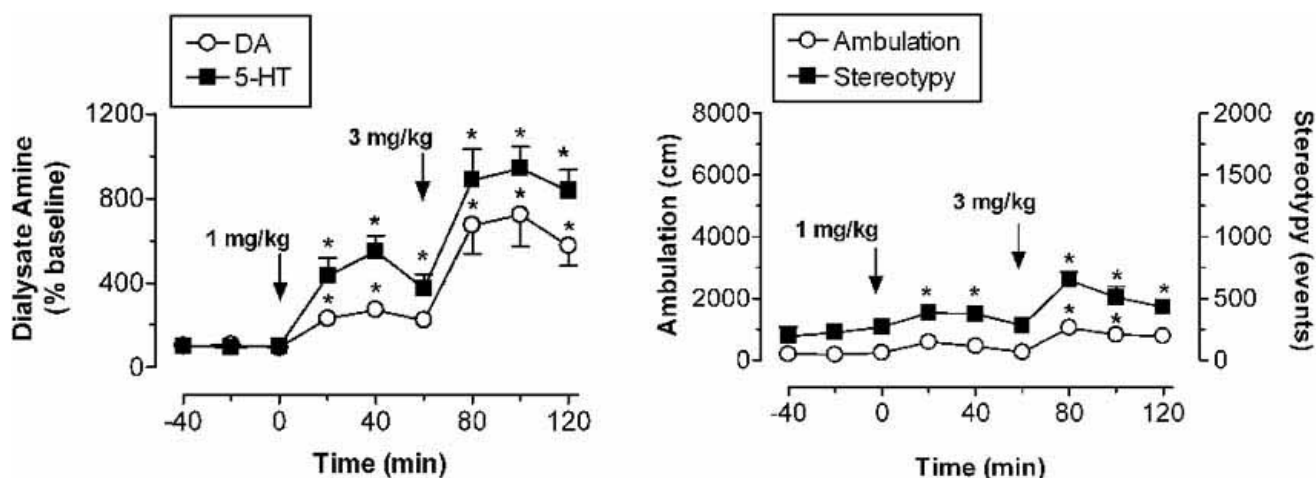 DA
5-HT
Dialysate Amine
(% baseline)
1200
800
400
0
1 mg/kg
3 mg/kg
* * * * * *
* * * * *
-40 0 40 80 120
Time (min)
Ambulation
Stereotypy
Ambulation (cm)
8000
6000
4000
2000
0
1 mg/kg
3 mg/kg
* * * * *
* *
2000
1500
1000
500
0
Stereotypy
(events)
-40 0 40 80 120
Time (min)